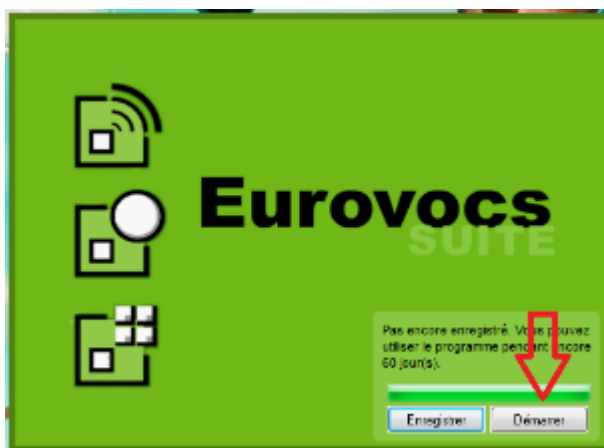 Eurovocs
SUITE
Pas encore enregistré. Vous pouvez
utiliser le programme pendant encore
60 jour(s).
Enregistrer
Démarrer